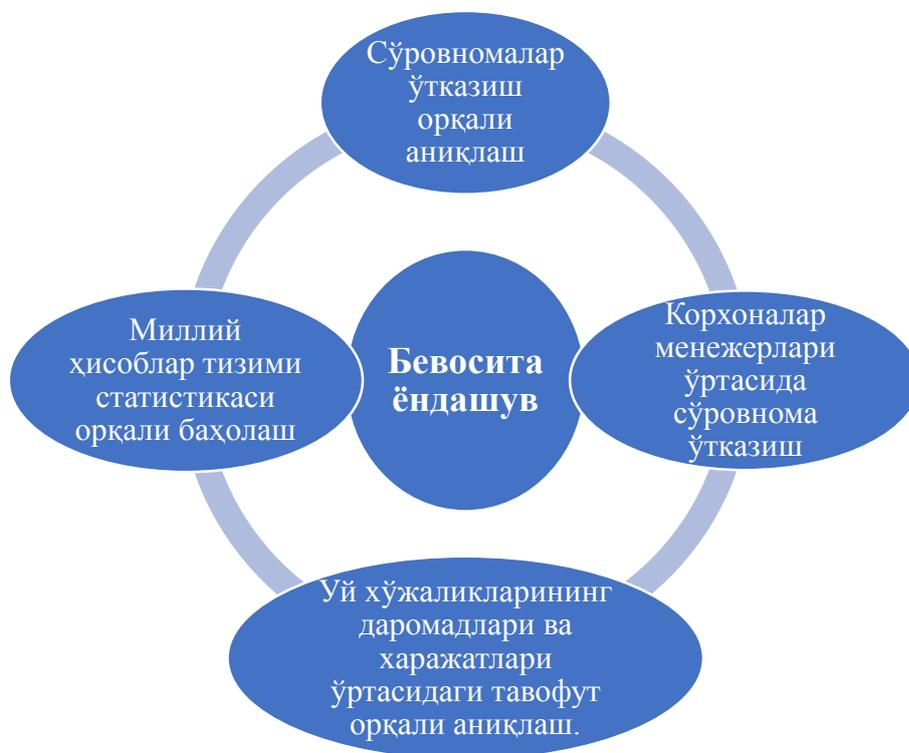 Сўровномалар
ўтказиш
орқали
аниқлаш
Миллий
ҳисоблар тизими
статистикаси
орқали баҳолаш
Бевосита
ёндашув
Корхоналар
менежерлари
ўртасида
сўровнома
ўтказиш
Уй хўжаликларининг
даромадлари ва
харажатлари
ўртасидаги тавофут
орқали аниқлаш.